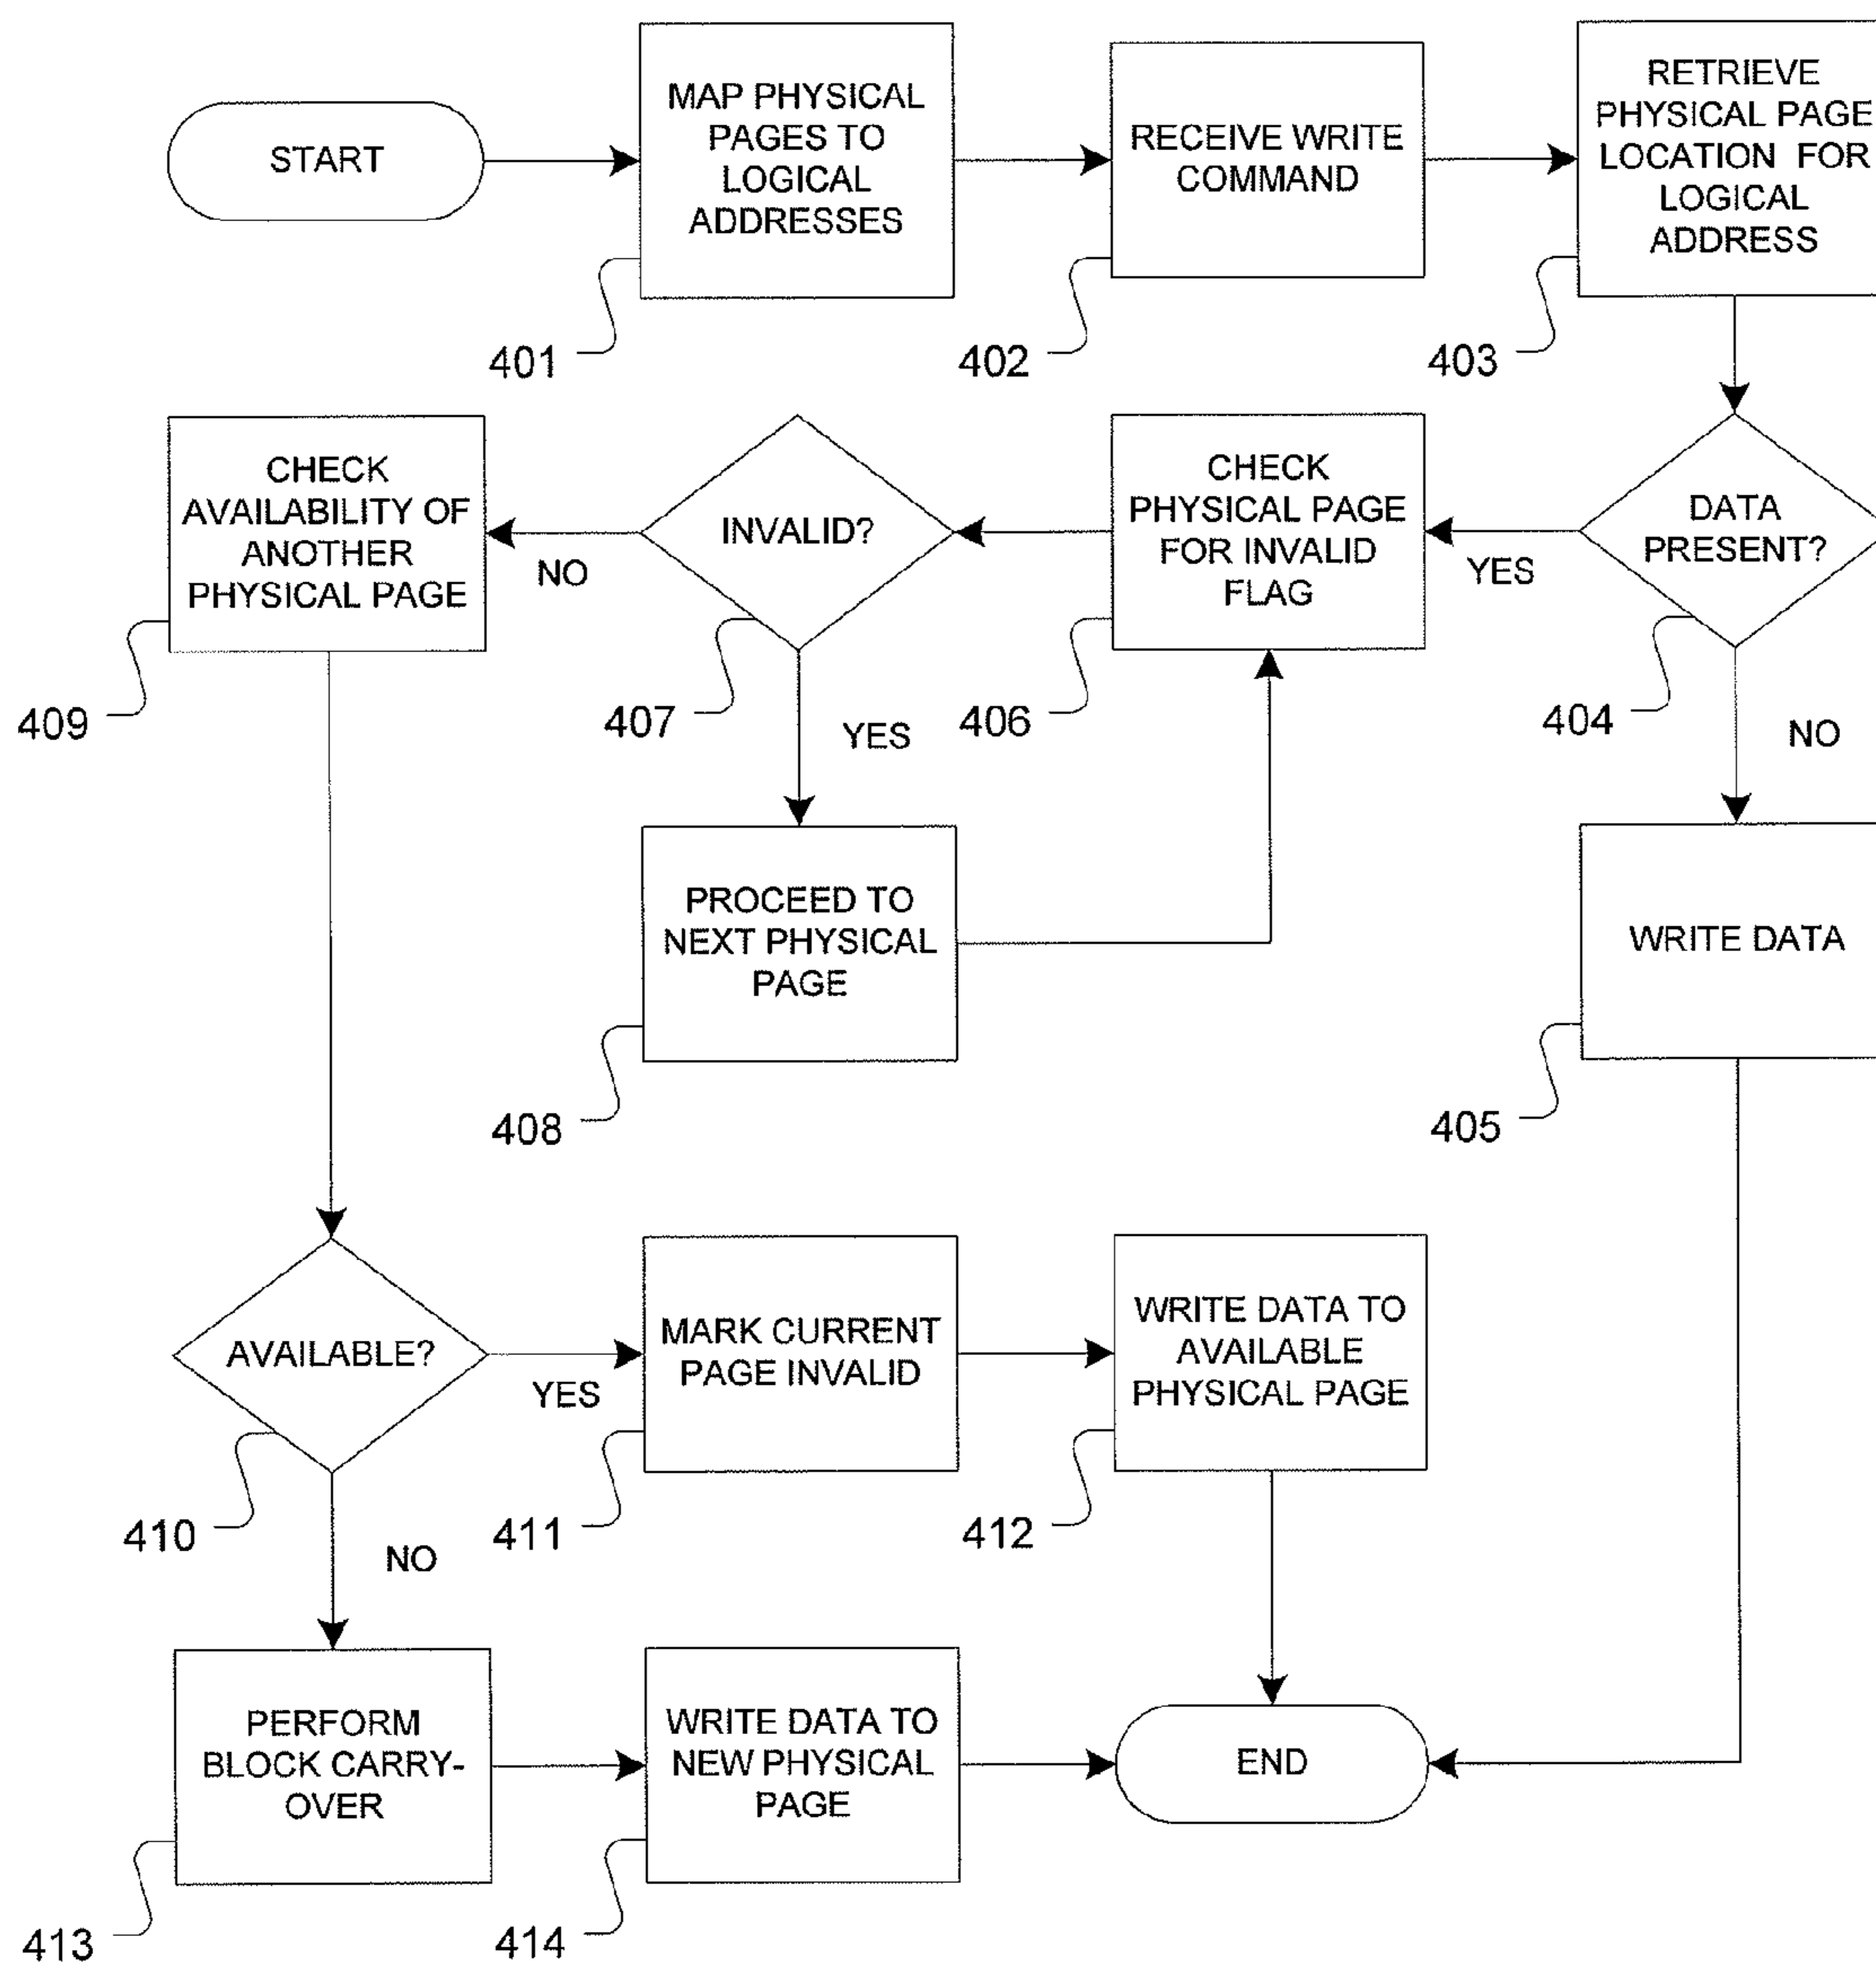 START
MAP PHYSICAL
PAGES TO
LOGICAL
ADDRESSES
401
RECEIVE WRITE
COMMAND
402
RETRIEVE
PHYSICAL PAGE
LOCATION FOR
LOGICAL
ADDRESS
403
DATA
PRESENT?
404
YES
NO
WRITE DATA
405
CHECK
PHYSICAL PAGE
FOR INVALID
FLAG
406
INVALID?
407
NO
YES
PROCEED TO
NEXT PHYSICAL
PAGE
408
CHECK
AVAILABILITY OF
ANOTHER
PHYSICAL PAGE
409
AVAILABLE?
410
YES
NO
MARK CURRENT
PAGE INVALID
411
WRITE DATA TO
AVAILABLE
PHYSICAL PAGE
412
PERFORM
BLOCK CARRY-
OVER
413
WRITE DATA TO
NEW PHYSICAL
PAGE
414
END